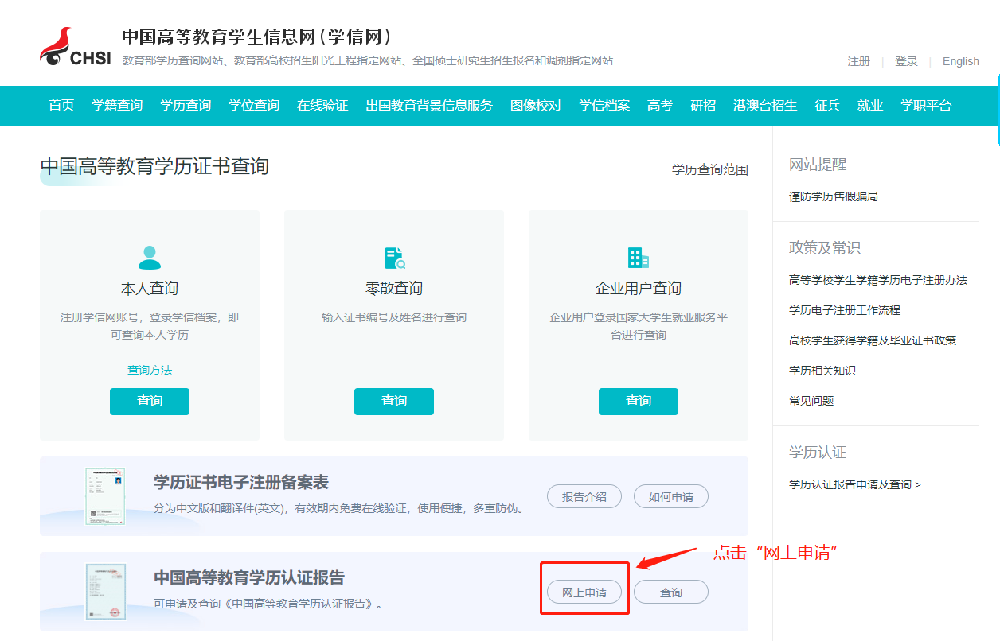 中国高等教育学生信息网(学信网)
CHSI
教育部学历查询网站、教育部高校招生阳光工程指定网站、全国硕士研究生招生报名和调剂指定网站
注册 | 登录 | English
首页 学籍查询 学历查询 学位查询 在线验证 出国教育背景信息服务 图像校对 学信档案 高考 研招 港澳台招生 征兵 就业 学职平台
中国高等教育学历证书查询
学历查询范围
本人查询
注册学信网账号，登录学信档案，即
可查询本人学历
查询方法
查询
零散查询
输入证书编号及姓名进行查询
查询
企业用户查询
企业用户登录国家大学生就业服务平
台进行查询
查询
学历证书电子注册备案表
分为中文版和翻译件(英文)，有效期内免费在线验证，使用便捷，多重防伪。
报告介绍 如何申请
点击“网上申请”
中国高等教育学历认证报告
可申请及查询《中国高等教育学历认证报告》。
网上申请 查询
网站提醒
谨防学历售假骗局
政策及常识
高等学校学生学籍学历电子注册办法
学历电子注册工作流程
高校学生获得学籍及毕业证书政策
学历相关知识
常见问题
学历认证
学历认证报告申请及查询 >